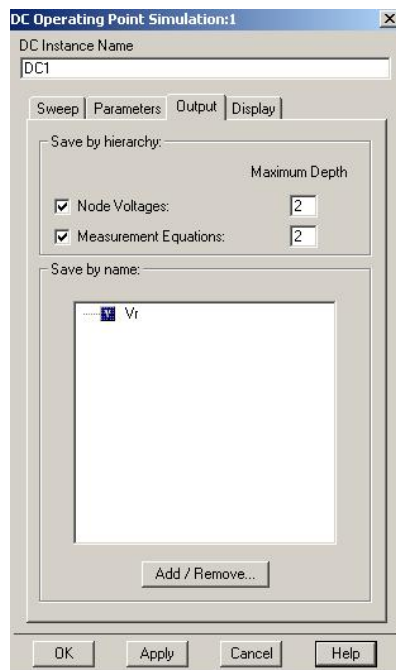 DC Operating Point Simulation:1
DC Instance Name
DC1
Sweep Parameters Output Display
Save by hierarchy:
Maximum Depth
Node Voltages: 2
Measurement Equations: 2
Save by name:
V Vr
Add / Remove...
OK Apply Cancel Help